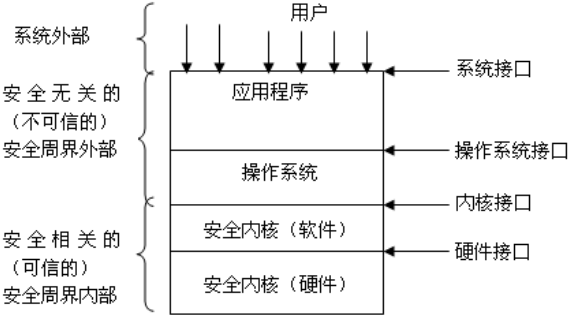 用户
系统外部
系统接口
安全无关的
（不可信的）
安全周界外部
应用程序
操作系统接口
操作系统
内核接口
安全相关的
（可信的）
安全周界内部
安全内核（软件）
硬件接口
安全内核（硬件）